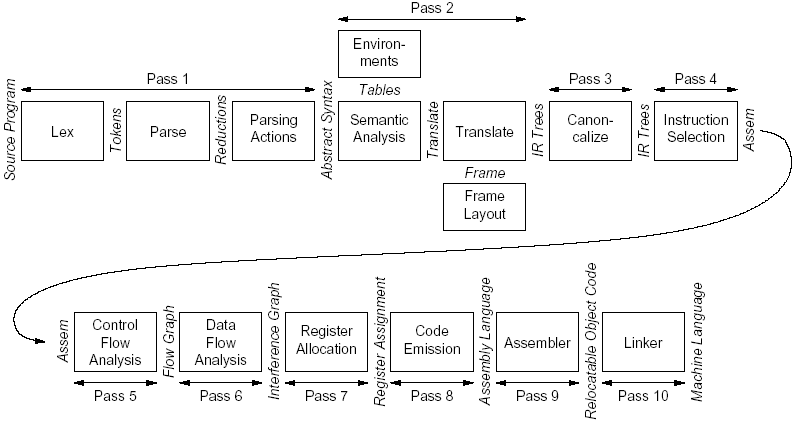 Pass 2
Environ-
ments
Pass 1
Pass 3
Pass 4
Source Program
Lex
Tokens
Parse
Reductions
Parsing
Actions
Abstract Syntax
Tables
Semantic
Analysis
Translate
Translate
IR Trees
Canon-
calize
IR Trees
Instruction
Selection
Assem
Frame
Frame
Layout
Assem
Control
Flow
Analysis
Flow Graph
Data
Flow
Analysis
Interference Graph
Register
Allocation
Register Assignment
Code
Emission
Assembly Language
Assembler
Relocatable Object Code
Linker
Machine Language
Pass 5
Pass 6
Pass 7
Pass 8
Pass 9
Pass 10